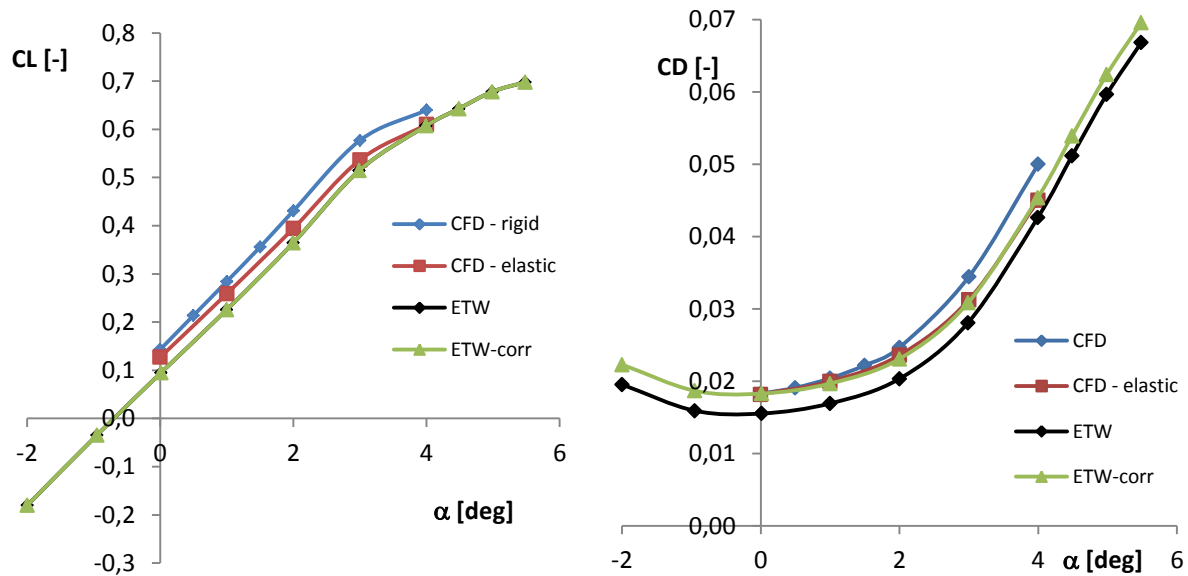 CL [-]
0,8
0,7
0,6
0,5
0,4
0,3
0,2
0,1
0,0
-0,1
-0,2
-0,3
-2
0
2
4
6
α [deg]
CFD - rigid
CFD - elastic
ETW
ETW-corr
CD [-]
0,07
0,06
0,05
0,04
0,03
0,02
0,01
0,00
-2
0
2
4
6
α [deg]
CFD
CFD - elastic
ETW
ETW-corr